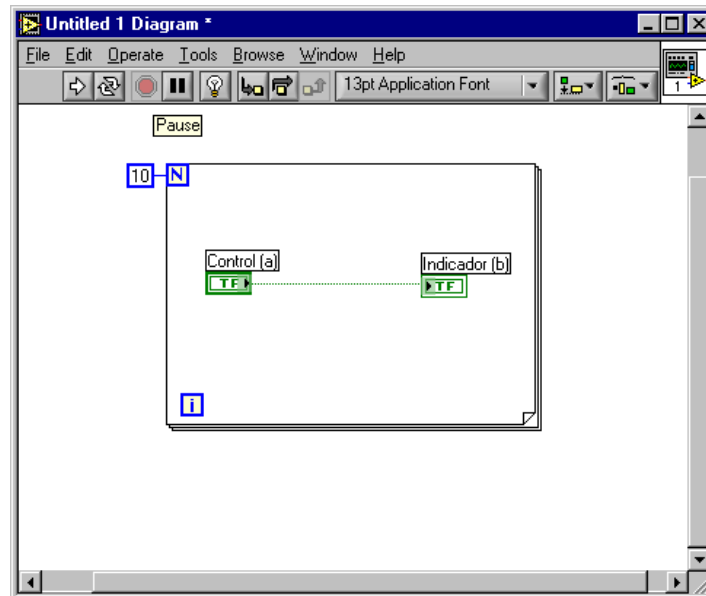 Untitled 1 Diagram *
File Edit Operate Tools Browse Window Help
13pt Application Font
1
Pause
10 N
Control (a)
Indicador (b)
TF
TF
i